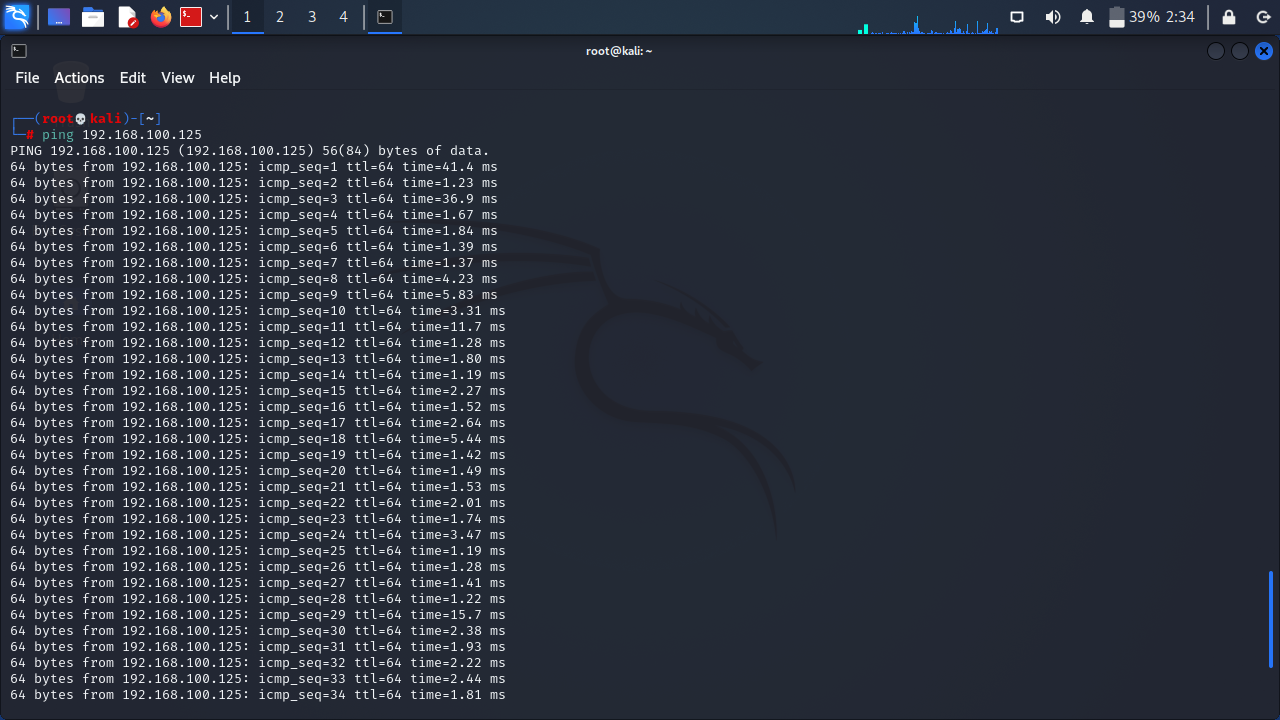 1 2 3 4 39% 2:34
root@kali: ~
File Actions Edit View Help
┌──(root💀kali)-[~]
└─# ping 192.168.100.125
PING 192.168.100.125 (192.168.100.125) 56(84) bytes of data.
64 bytes from 192.168.100.125: icmp_seq=1 ttl=64 time=41.4 ms
64 bytes from 192.168.100.125: icmp_seq=2 ttl=64 time=1.23 ms
64 bytes from 192.168.100.125: icmp_seq=3 ttl=64 time=36.9 ms
64 bytes from 192.168.100.125: icmp_seq=4 ttl=64 time=1.67 ms
64 bytes from 192.168.100.125: icmp_seq=5 ttl=64 time=1.84 ms
64 bytes from 192.168.100.125: icmp_seq=6 ttl=64 time=1.39 ms
64 bytes from 192.168.100.125: icmp_seq=7 ttl=64 time=1.37 ms
64 bytes from 192.168.100.125: icmp_seq=8 ttl=64 time=4.23 ms
64 bytes from 192.168.100.125: icmp_seq=9 ttl=64 time=5.83 ms
64 bytes from 192.168.100.125: icmp_seq=10 ttl=64 time=3.31 ms
64 bytes from 192.168.100.125: icmp_seq=11 ttl=64 time=11.7 ms
64 bytes from 192.168.100.125: icmp_seq=12 ttl=64 time=1.28 ms
64 bytes from 192.168.100.125: icmp_seq=13 ttl=64 time=1.80 ms
64 bytes from 192.168.100.125: icmp_seq=14 ttl=64 time=1.19 ms
64 bytes from 192.168.100.125: icmp_seq=15 ttl=64 time=2.27 ms
64 bytes from 192.168.100.125: icmp_seq=16 ttl=64 time=1.52 ms
64 bytes from 192.168.100.125: icmp_seq=17 ttl=64 time=2.64 ms
64 bytes from 192.168.100.125: icmp_seq=18 ttl=64 time=5.44 ms
64 bytes from 192.168.100.125: icmp_seq=19 ttl=64 time=1.42 ms
64 bytes from 192.168.100.125: icmp_seq=20 ttl=64 time=1.49 ms
64 bytes from 192.168.100.125: icmp_seq=21 ttl=64 time=1.53 ms
64 bytes from 192.168.100.125: icmp_seq=22 ttl=64 time=2.01 ms
64 bytes from 192.168.100.125: icmp_seq=23 ttl=64 time=1.74 ms
64 bytes from 192.168.100.125: icmp_seq=24 ttl=64 time=3.47 ms
64 bytes from 192.168.100.125: icmp_seq=25 ttl=64 time=1.19 ms
64 bytes from 192.168.100.125: icmp_seq=26 ttl=64 time=1.28 ms
64 bytes from 192.168.100.125: icmp_seq=27 ttl=64 time=1.41 ms
64 bytes from 192.168.100.125: icmp_seq=28 ttl=64 time=1.22 ms
64 bytes from 192.168.100.125: icmp_seq=29 ttl=64 time=15.7 ms
64 bytes from 192.168.100.125: icmp_seq=30 ttl=64 time=2.38 ms
64 bytes from 192.168.100.125: icmp_seq=31 ttl=64 time=1.93 ms
64 bytes from 192.168.100.125: icmp_seq=32 ttl=64 time=2.22 ms
64 bytes from 192.168.100.125: icmp_seq=33 ttl=64 time=2.44 ms
64 bytes from 192.168.100.125: icmp_seq=34 ttl=64 time=1.81 ms